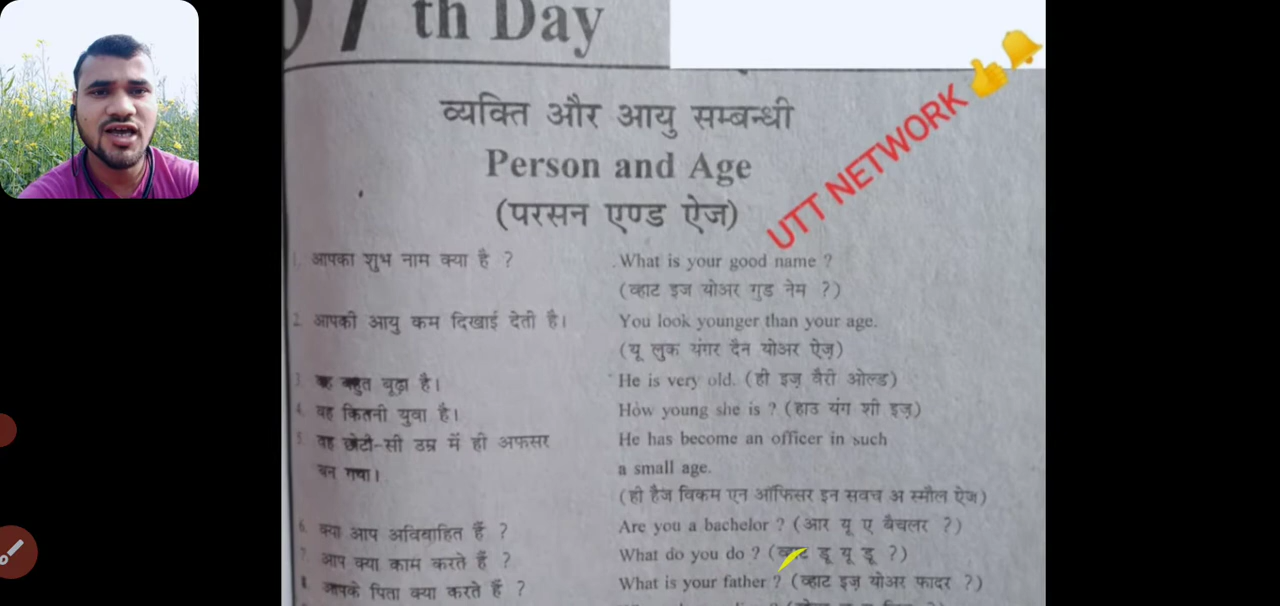 07 th Day
व्यक्ति और आयु सम्बन्धी
Person and Age
(परसन एण्ड ऐज)
UTT NETWORK
1. आपका शुभ नाम क्या है ? What is your good name ?
(व्हाट इज योअर गुड नेम ?)
2. आपकी आयु कम दिखाई देती है। You look younger than your age.
(यू लुक यंगर दैन योअर ऐज़)
3. वह बहुत बूढ़ा है। He is very old. (ही इज़ वैरी ओल्ड)
4. वह कितनी युवा है। How young she is ? (हाउ यंग शी इज़)
5. वह छोटी-सी उम्र में ही अफसर He has become an officer in such
बन गया। a small age.
(ही हैज विकम एन ऑफिसर इन सवच अ स्मौल ऐज)
6. क्या आप अविवाहित हैं ? Are you a bachelor ? (आर यू ए बैचलर ?)
7. आप क्या काम करते हैं ? What do you do ? (व्हाट डू यू डू ?)
8. आपके पिता क्या करते हैं ? What is your father ? (व्हाट इज़ योअर फादर ?)